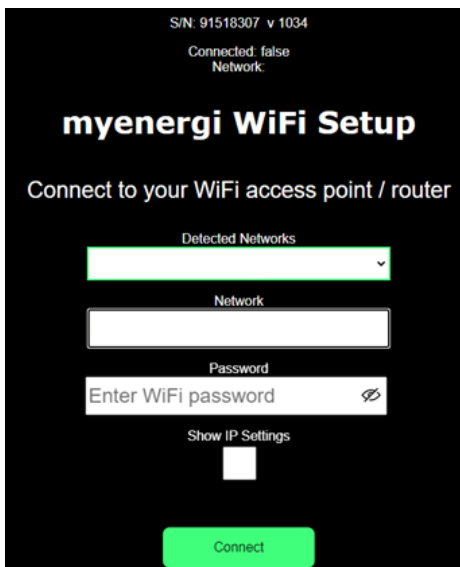 S/N: 91518307  v 1034
Connected: false
Network:
myenergi WiFi Setup
Connect to your WiFi access point / router
Detected Networks
Network
Password
Enter WiFi password
Show IP Settings
Connect